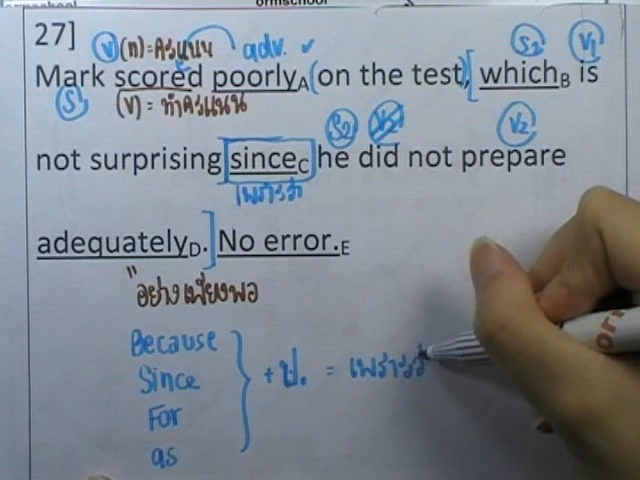 ormschool
27]
(V) (n)=คะแนน adv. ✓ S2 V1
Mark scored poorlyA (on the test), [whichB is
S1 (V) = ทำคะแนน S2 V2 V2
not surprising sinceC he did not prepare
เพราะว่า
adequatelyD.] No error.E
"อย่างเพียงพอ
Because
Since } + ป. = เพราะว่
For
as